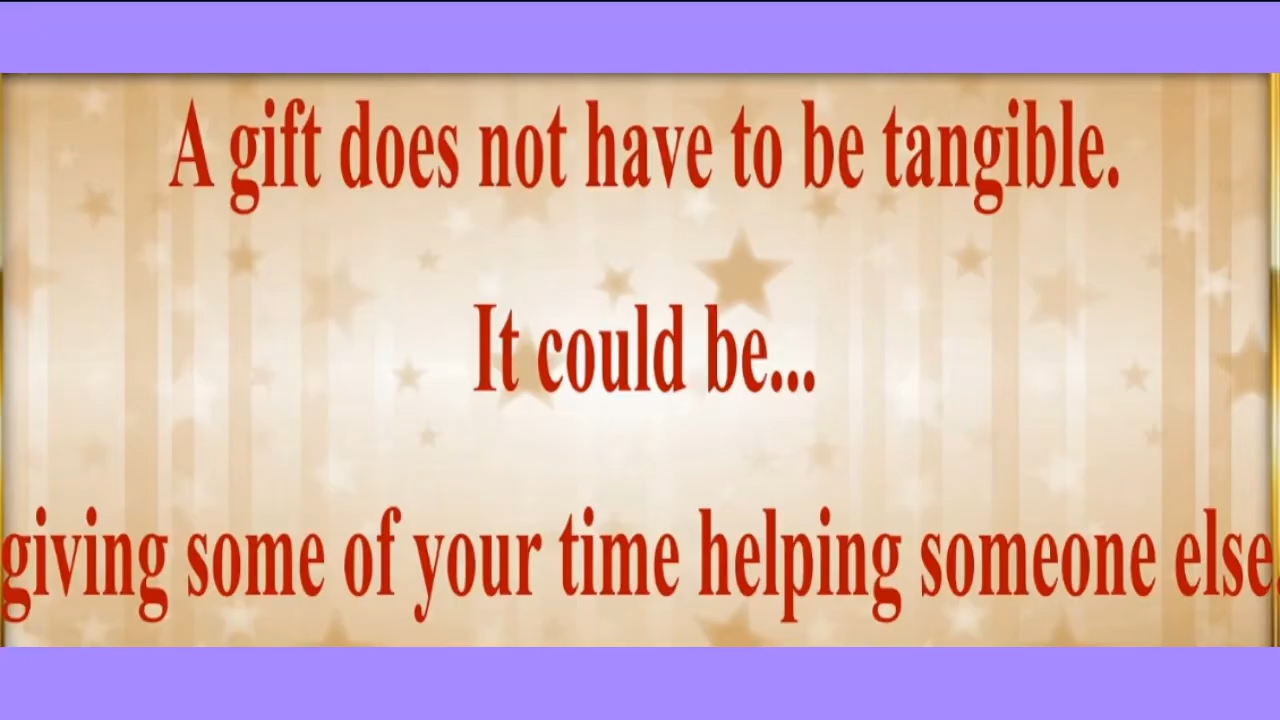 A gift does not have to be tangible.
It could be...
giving some of your time helping someone else.